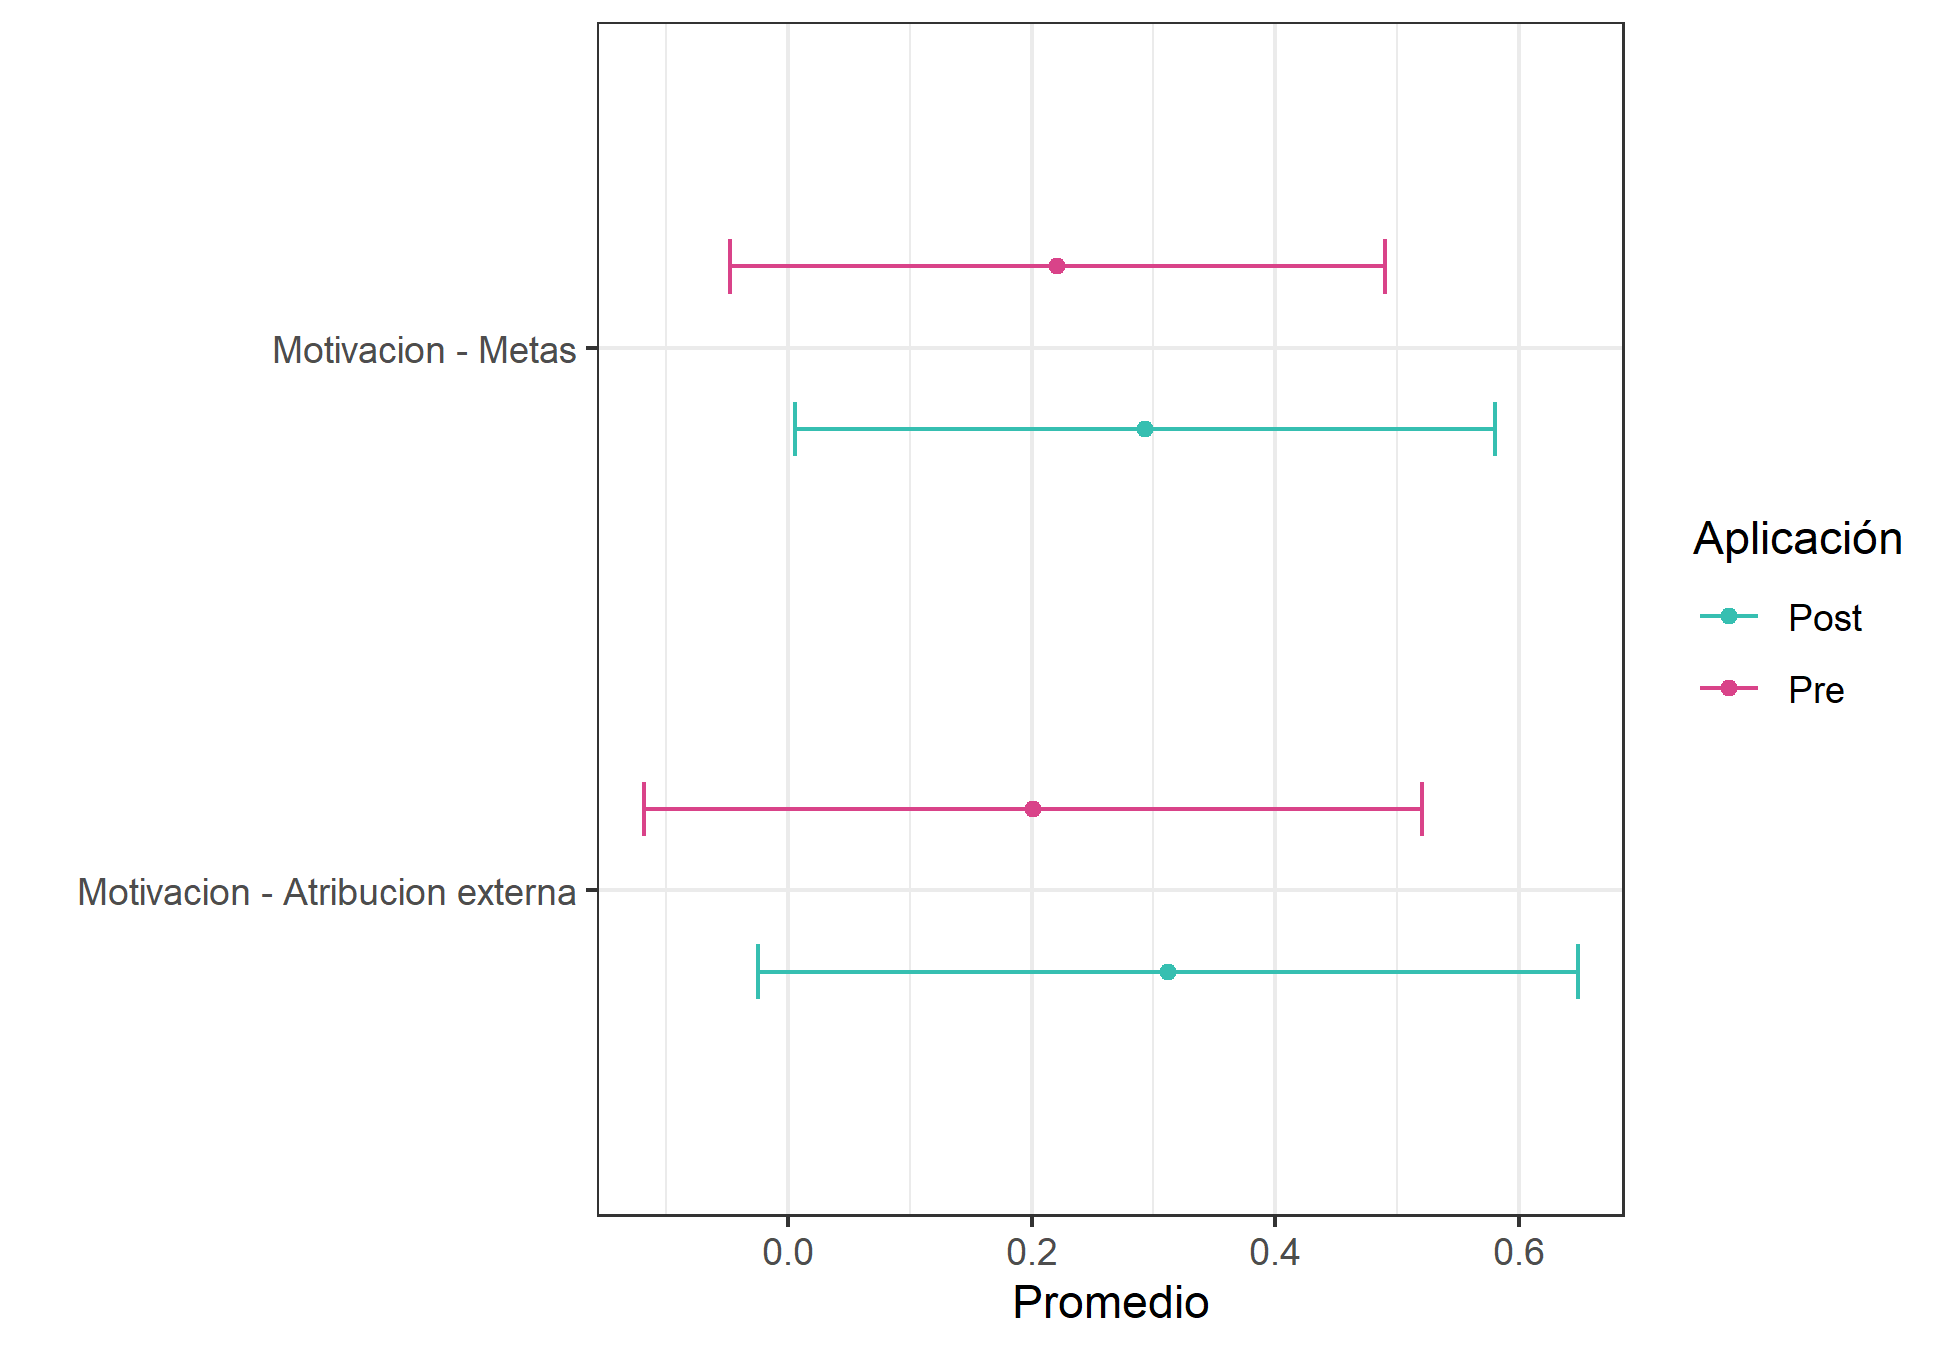 Motivacion - Metas
Motivacion - Atribucion externa
0.0 0.2 0.4 0.6
Promedio
Aplicación
Post
Pre